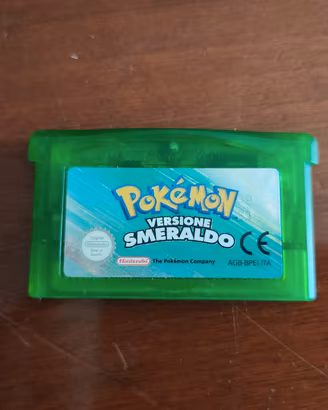 POKéMON
VERSIONE
SMERALDO
CE
Nintendo The Pokémon Company
AGB-BPEI-ITA